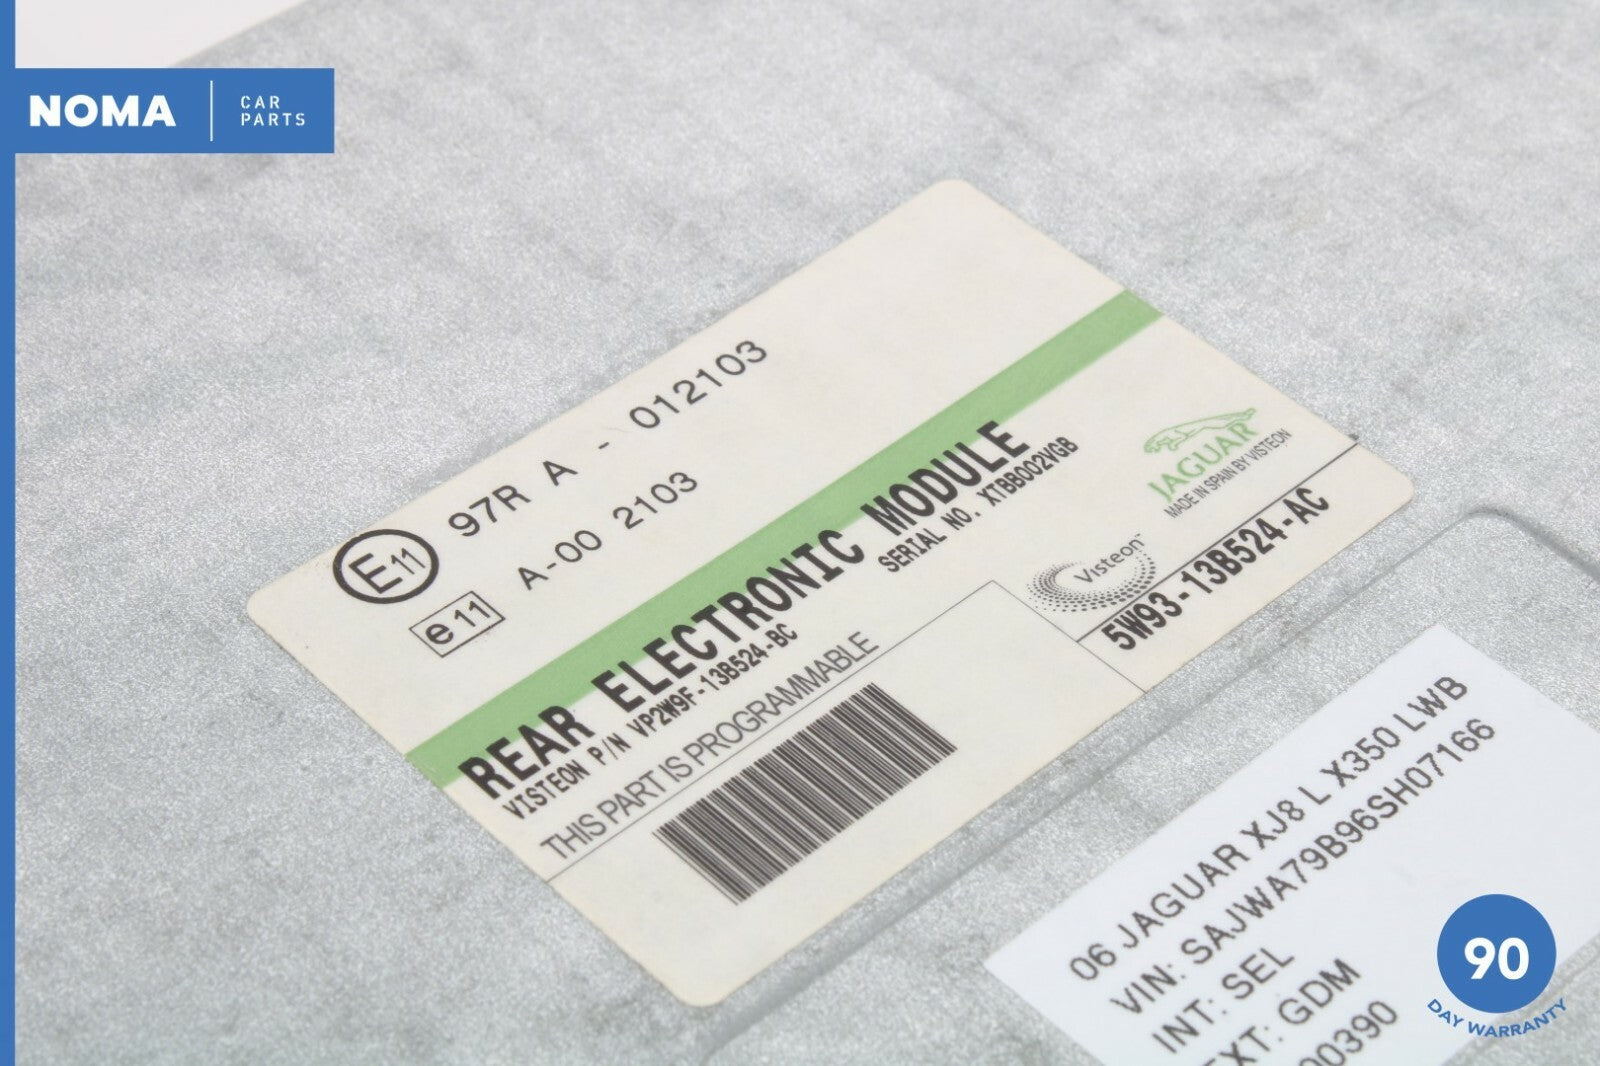 NOMA
CAR
PARTS
E11
97R A - 012103
e11
A-00 2103
REAR ELECTRONIC MODULE
VISTEON P/N VP2W9F-13B524-BC
SERIAL NO. XTBB002VGB
THIS PART IS PROGRAMMABLE
JAGUAR
MADE IN SPAIN BY VISTEON
Visteon™
5W93-13B524-AC
06 JAGUAR XJ8 L X350 LWB
VIN: SAJWA79B96SH07166
INT: SEL
EXT: GDM
00390
90
DAY WARRANTY